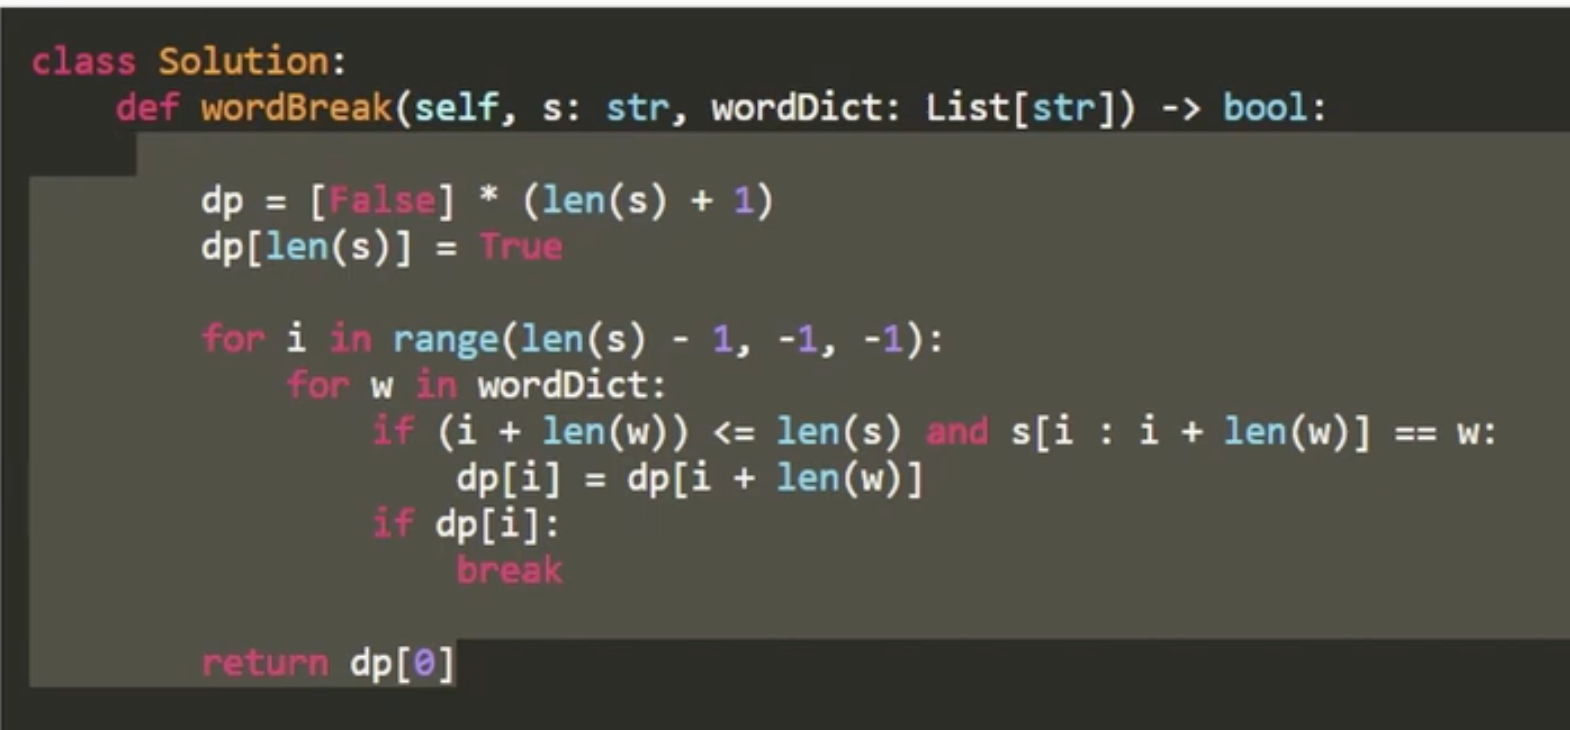 class Solution:
    def wordBreak(self, s: str, wordDict: List[str]) -> bool:

        dp = [False] * (len(s) + 1)
        dp[len(s)] = True

        for i in range(len(s) - 1, -1, -1):
            for w in wordDict:
                if (i + len(w)) <= len(s) and s[i : i + len(w)] == w:
                    dp[i] = dp[i + len(w)]
                if dp[i]:
                    break

        return dp[0]